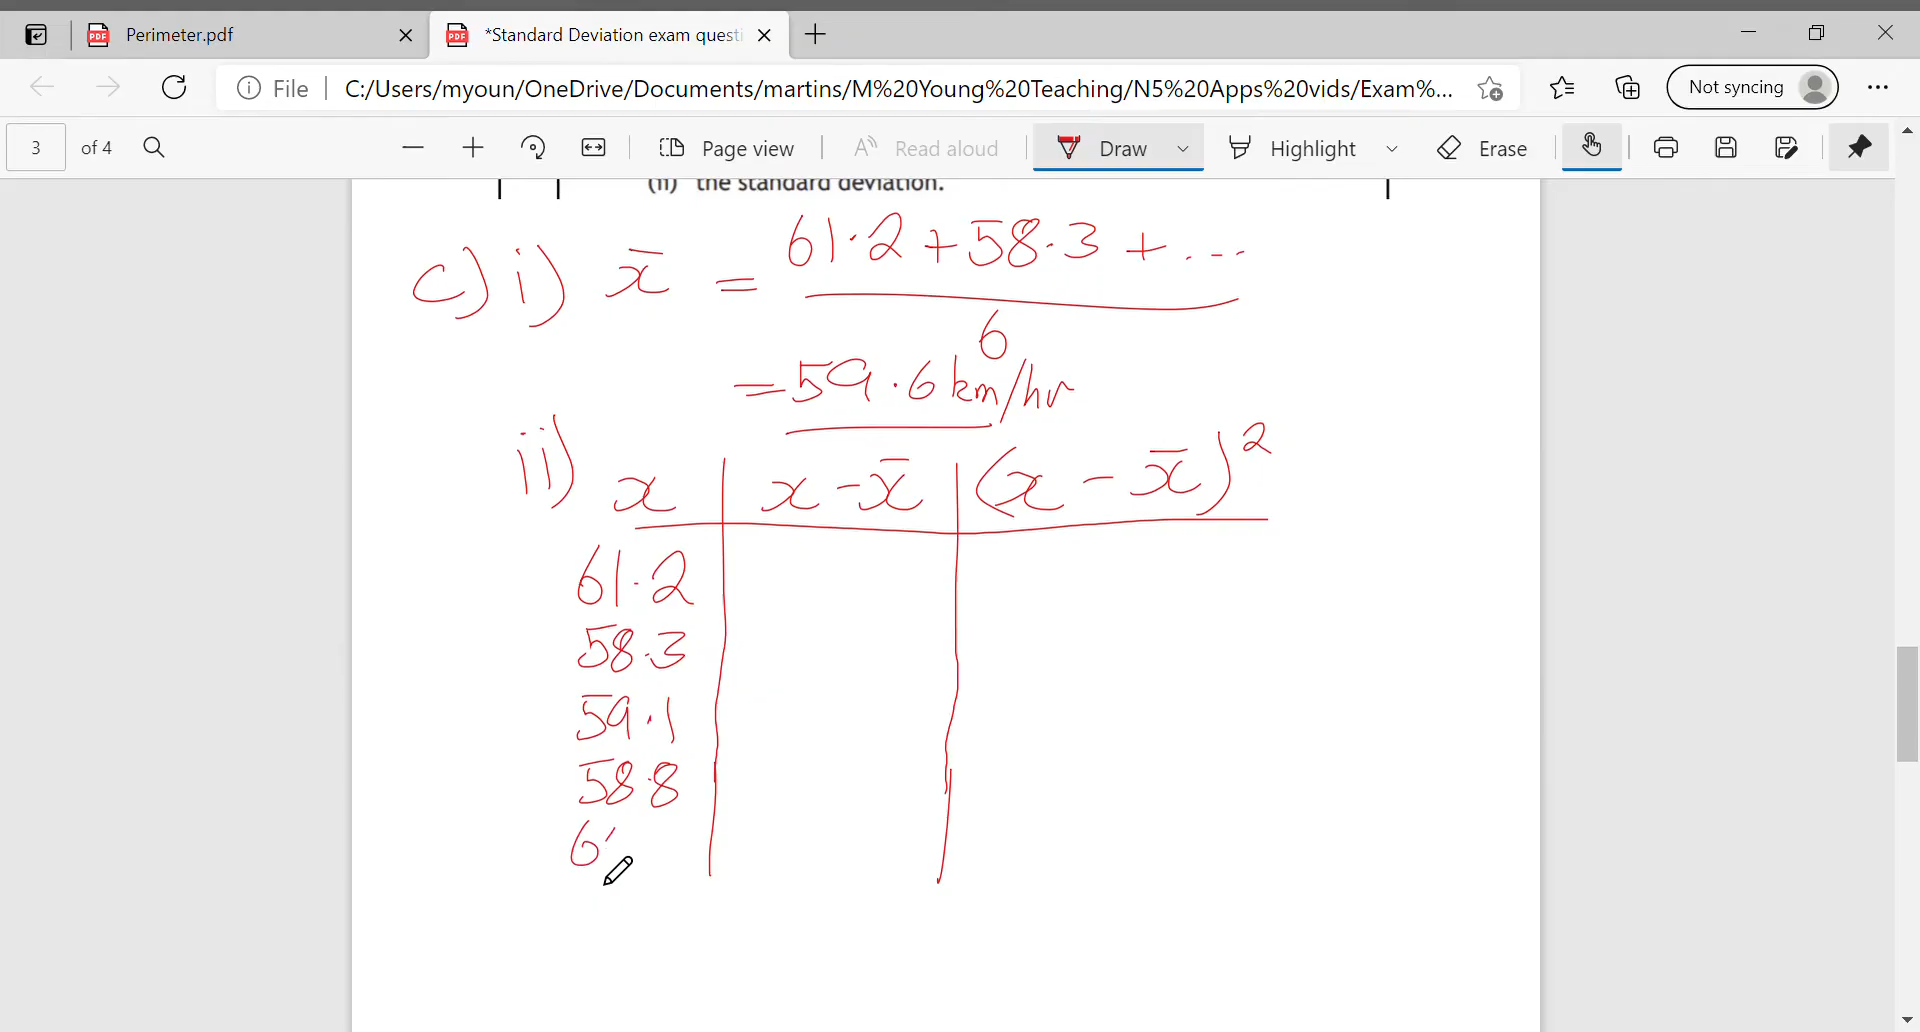 Perimeter.pdf
*Standard Deviation exam questi
File
C:/Users/myoun/OneDrive/Documents/martins/M%20Young%20Teaching/N5%20Apps%20vids/Exam%...
Not syncing
3 of 4
Page view
Read aloud
Draw
Highlight
Erase
(ii) the standard deviation.
c) i) x̄ = 61·2 + 58·3 + ...
6
= 59·6 km/hr
ii) x x - x̄ (x - x̄)²
61·2
58·3
59·1
58·8
6